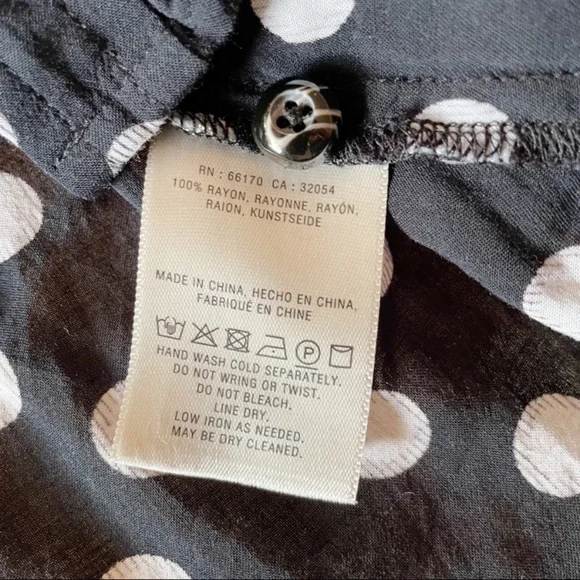 RN : 66170 CA : 32054
100% RAYON, RAYONNE, RAYÓN,
RAION, KUNSTSEIDE
MADE IN CHINA, HECHO EN CHINA,
FABRIQUÉ EN CHINE
P
HAND WASH COLD SEPARATELY.
DO NOT WRING OR TWIST.
DO NOT BLEACH.
LINE DRY.
LOW IRON AS NEEDED.
MAY BE DRY CLEANED.